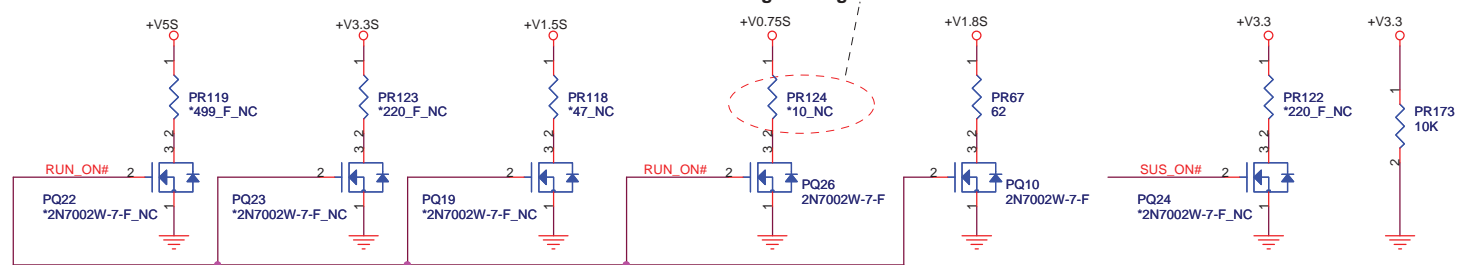 +V5S +V3.3S +V1.5S +V0.75S +V1.8S +V3.3 +V3.3
1 1 1 1 1 1 1
PR119 PR123 PR118 PR124 PR67 PR122 PR173
*499_F_NC *220_F_NC *47_NC *10_NC 62 *220_F_NC 10K
2 2 2 2 2 2 2
3 3 3 3 3 3
RUN_ON# 2 2 2 RUN_ON# 2 2 SUS_ON# 2
PQ22 PQ23 PQ19 PQ26 PQ10 PQ24
*2N7002W-7-F_NC *2N7002W-7-F_NC *2N7002W-7-F_NC 2N7002W-7-F 2N7002W-7-F *2N7002W-7-F_NC
1 1 1 1 1 1